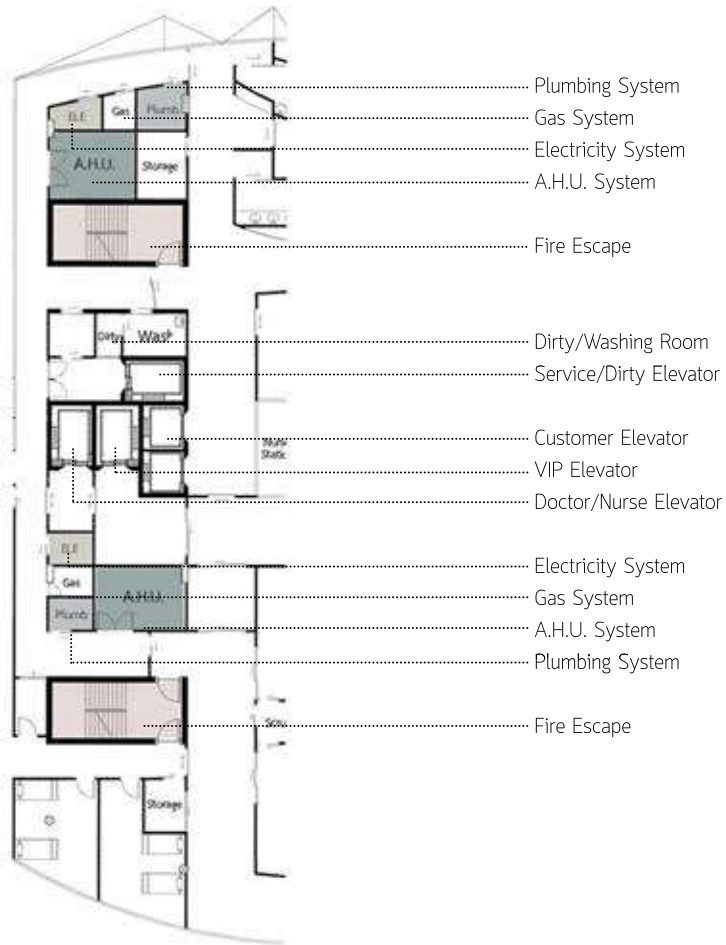 Plumbing System
ELE Gas Plumb
Gas System
Electricity System
A.H.U. Storage
A.H.U. System
Fire Escape
Dirty Wash
Dirty/Washing Room
Service/Dirty Elevator
Customer Elevator
VIP Elevator
Doctor/Nurse Elevator
ELE
Electricity System
Gas
A.H.U.
Gas System
Plumb
A.H.U. System
Plumbing System
Fire Escape
Storage